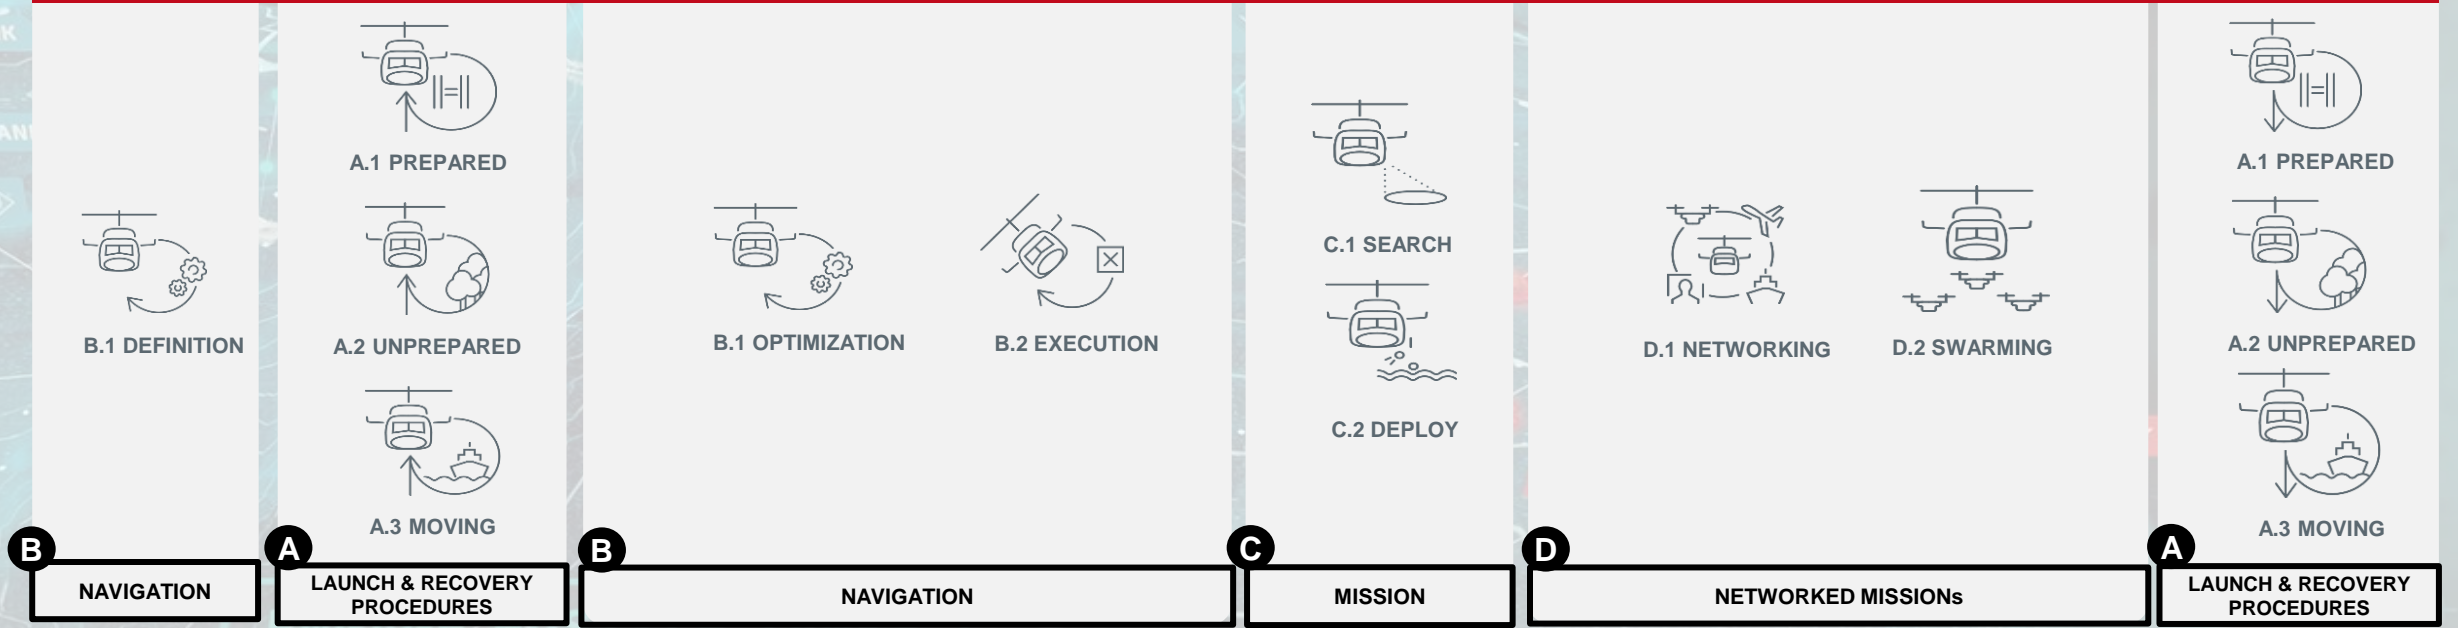 K
AN
B.1 DEFINITION
B
NAVIGATION
A.1 PREPARED
A.2 UNPREPARED
A.3 MOVING
A
LAUNCH & RECOVERY
PROCEDURES
B.1 OPTIMIZATION
B.2 EXECUTION
B
NAVIGATION
C.1 SEARCH
C.2 DEPLOY
C
MISSION
D.1 NETWORKING
D.2 SWARMING
D
NETWORKED MISSIONs
A.1 PREPARED
A.2 UNPREPARED
A.3 MOVING
A
LAUNCH & RECOVERY
PROCEDURES